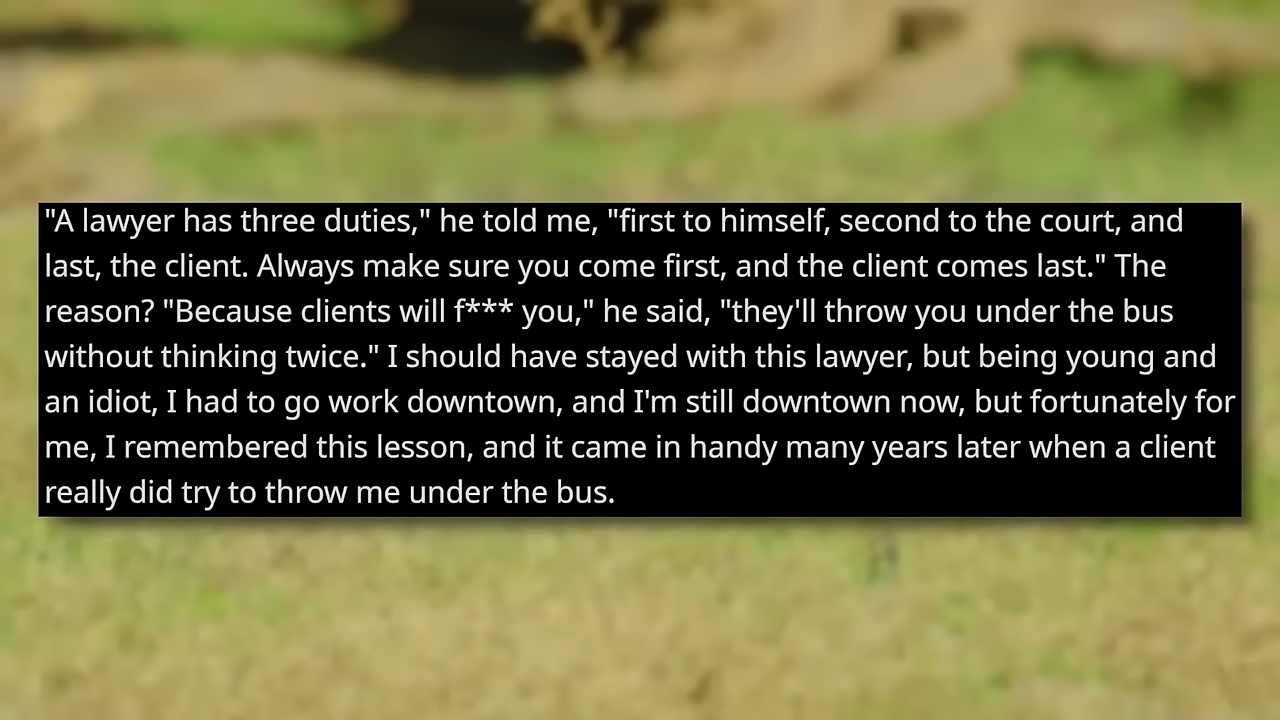 "A lawyer has three duties," he told me, "first to himself, second to the court, and
last, the client. Always make sure you come first, and the client comes last." The
reason? "Because clients will f*** you," he said, "they'll throw you under the bus
without thinking twice." I should have stayed with this lawyer, but being young and
an idiot, I had to go work downtown, and I'm still downtown now, but fortunately for
me, I remembered this lesson, and it came in handy many years later when a client
really did try to throw me under the bus.